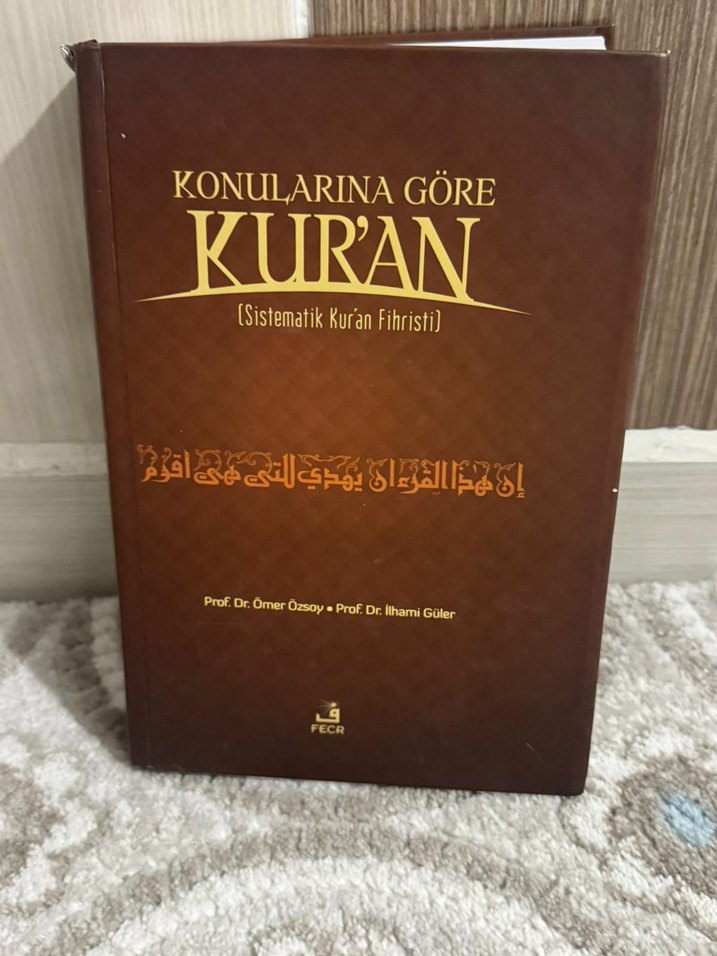 KONULARINA GÖRE
KUR'AN
(Sistematik Kur'an Fihristi)
إن هذا القرءان يهدي للتي هي أقوم
Prof. Dr. Ömer Özsoy • Prof. Dr. İlhami Güler
ف
FECR